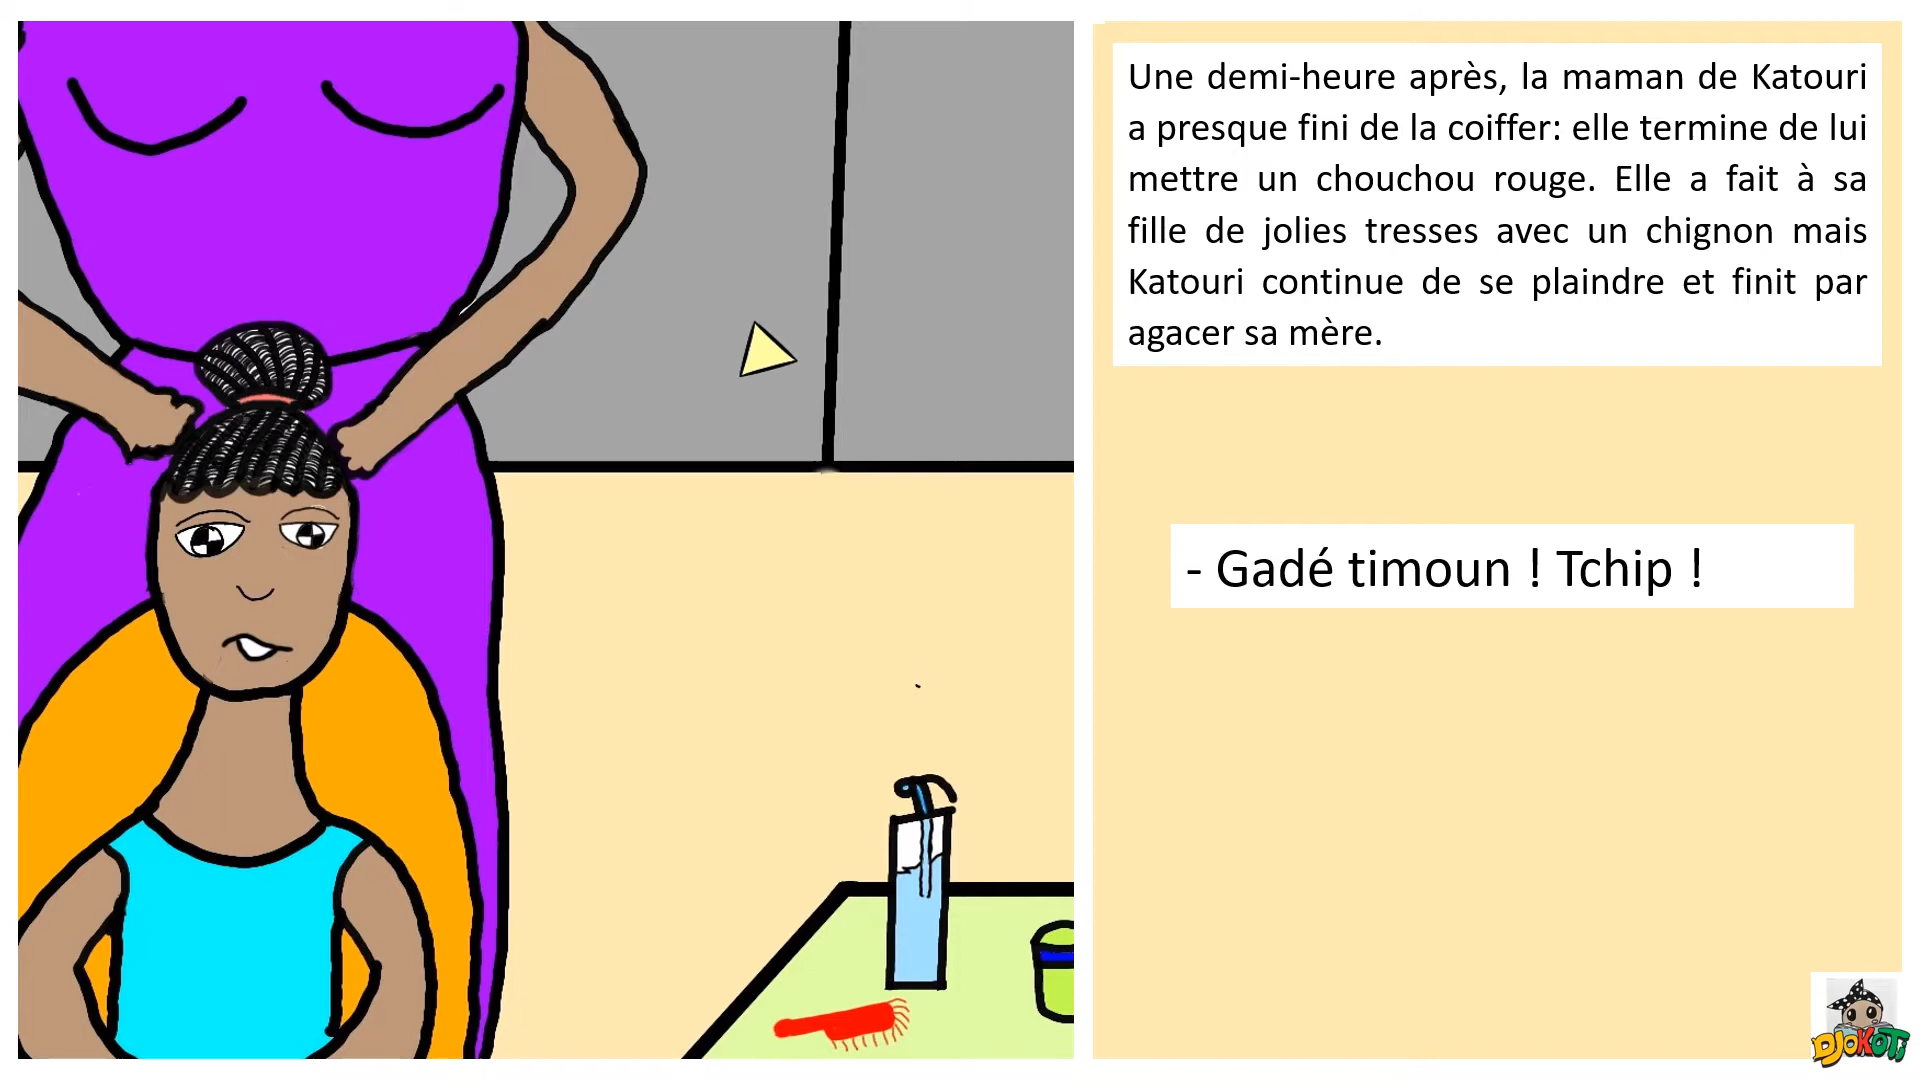 Une demi-heure après, la maman de Katouri
a presque fini de la coiffer: elle termine de lui
mettre un chouchou rouge. Elle a fait à sa
fille de jolies tresses avec un chignon mais
Katouri continue de se plaindre et finit par
agacer sa mère.
- Gadé timoun ! Tchip !
DJOKOTI